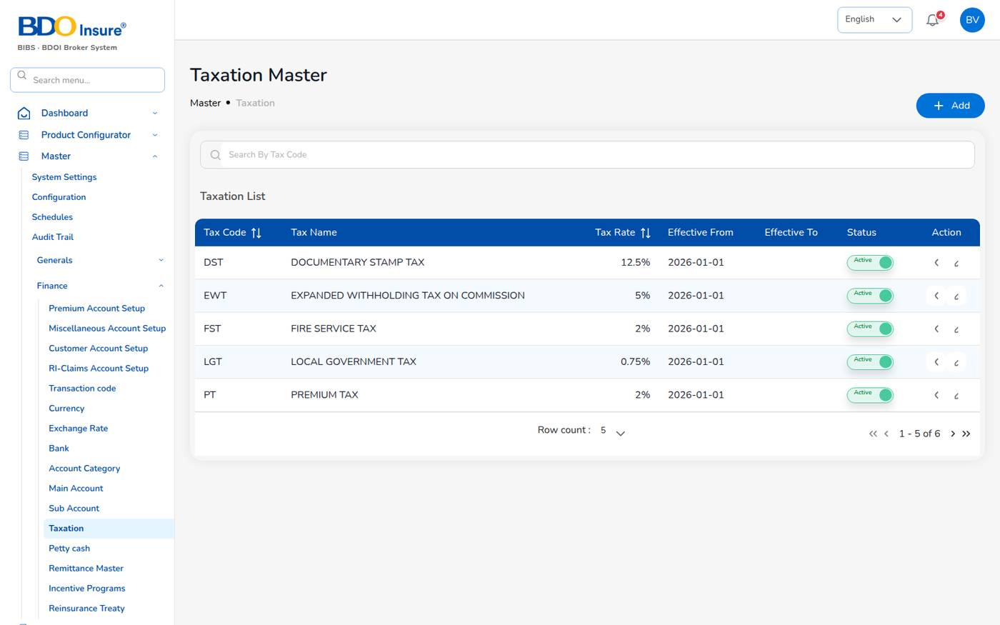 BDO Insure®
BIBS · BDOI Broker System
Search menu...
Dashboard
Product Configurator
Master
System Settings
Configuration
Schedules
Audit Trail
Generals
Finance
Premium Account Setup
Miscellaneous Account Setup
Customer Account Setup
RI-Claims Account Setup
Transaction code
Currency
Exchange Rate
Bank
Account Category
Main Account
Sub Account
Taxation
Petty cash
Remittance Master
Incentive Programs
Reinsurance Treaty
English 4 BV
Taxation Master
Master • Taxation
Add
Search By Tax Code
Taxation List
Tax Code Tax Name Tax Rate Effective From Effective To Status Action
DST DOCUMENTARY STAMP TAX 12.5% 2026-01-01 Active
EWT EXPANDED WITHHOLDING TAX ON COMMISSION 5% 2026-01-01 Active
FST FIRE SERVICE TAX 2% 2026-01-01 Active
LGT LOCAL GOVERNMENT TAX 0.75% 2026-01-01 Active
PT PREMIUM TAX 2% 2026-01-01 Active
Row count : 5 1 - 5 of 6